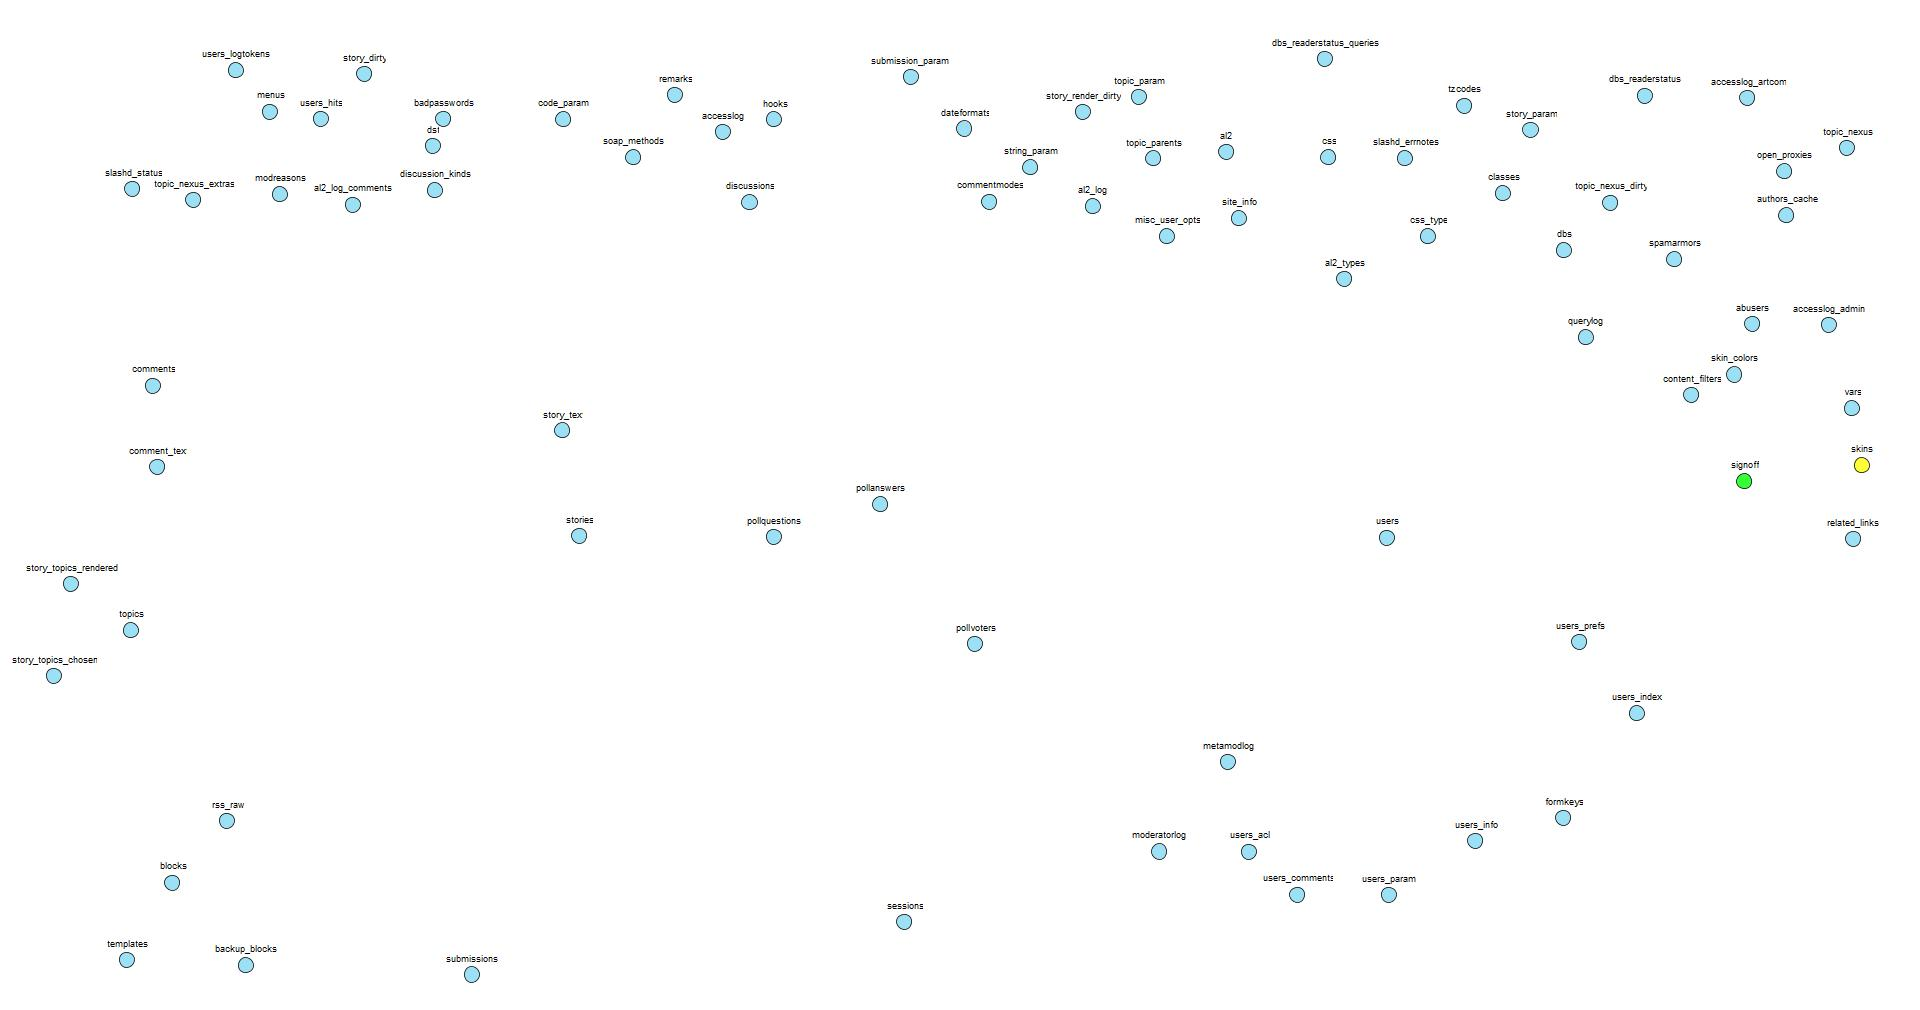 dbs_readerstatus_queries
users_logtokens
story_dirty
submission_param
remarks
topic_param
dbs_readerstatus
accesslog_artcom
menus
users_hits
badpasswords
code_param
hooks
story_render_dirty
tzcodes
accesslog
dateformats
story_param
dst
soap_methods
string_param
topic_parents
al2
css
slashd_errnotes
topic_nexus
open_proxies
slashd_status
topic_nexus_extras
modreasons
al2_log_comments
discussion_kinds
discussions
commentmodes
al2_log
classes
topic_nexus_dirty
authors_cache
misc_user_opts
site_info
css_type
dbs
spamarmors
al2_types
abusers
accesslog_admin
querylog
skin_colors
comments
content_filters
vars
story_tex
comment_tex
skins
signoff
pollanswers
stories
pollquestions
users
related_links
story_topics_rendered
topics
pollvoters
users_prefs
story_topics_chosen
users_index
metamodlog
rss_raw
formkeys
moderatorlog
users_acl
users_info
blocks
users_comments
users_param
sessions
templates
backup_blocks
submissions